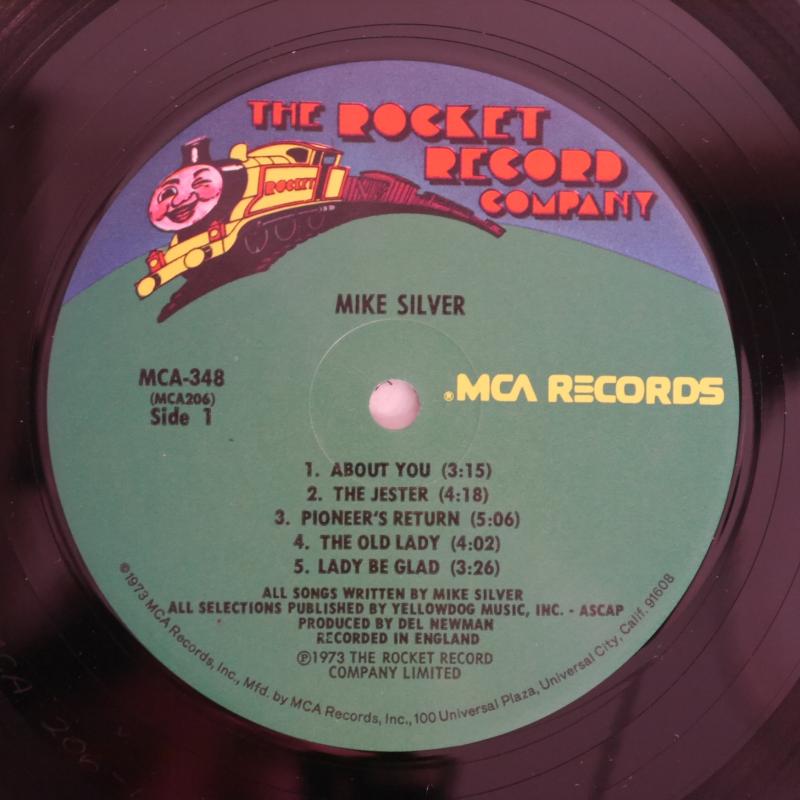 THE ROCKET
RECORD
COMPANY
ROCKET
MIKE SILVER
MCA-348
(MCA206)
Side 1
® MCA RECORDS
1. ABOUT YOU (3:15)
2. THE JESTER (4:18)
3. PIONEER'S RETURN (5:06)
4. THE OLD LADY (4:02)
5. LADY BE GLAD (3:26)
ALL SONGS WRITTEN BY MIKE SILVER
ALL SELECTIONS PUBLISHED BY YELLOWDOG MUSIC, INC. - ASCAP
PRODUCED BY DEL NEWMAN
RECORDED IN ENGLAND
℗1973 THE ROCKET RECORD
COMPANY LIMITED
©1973 MCA Records, Inc., Mfd. by MCA Records, Inc., 100 Universal Plaza, Universal City, Calif. 91608